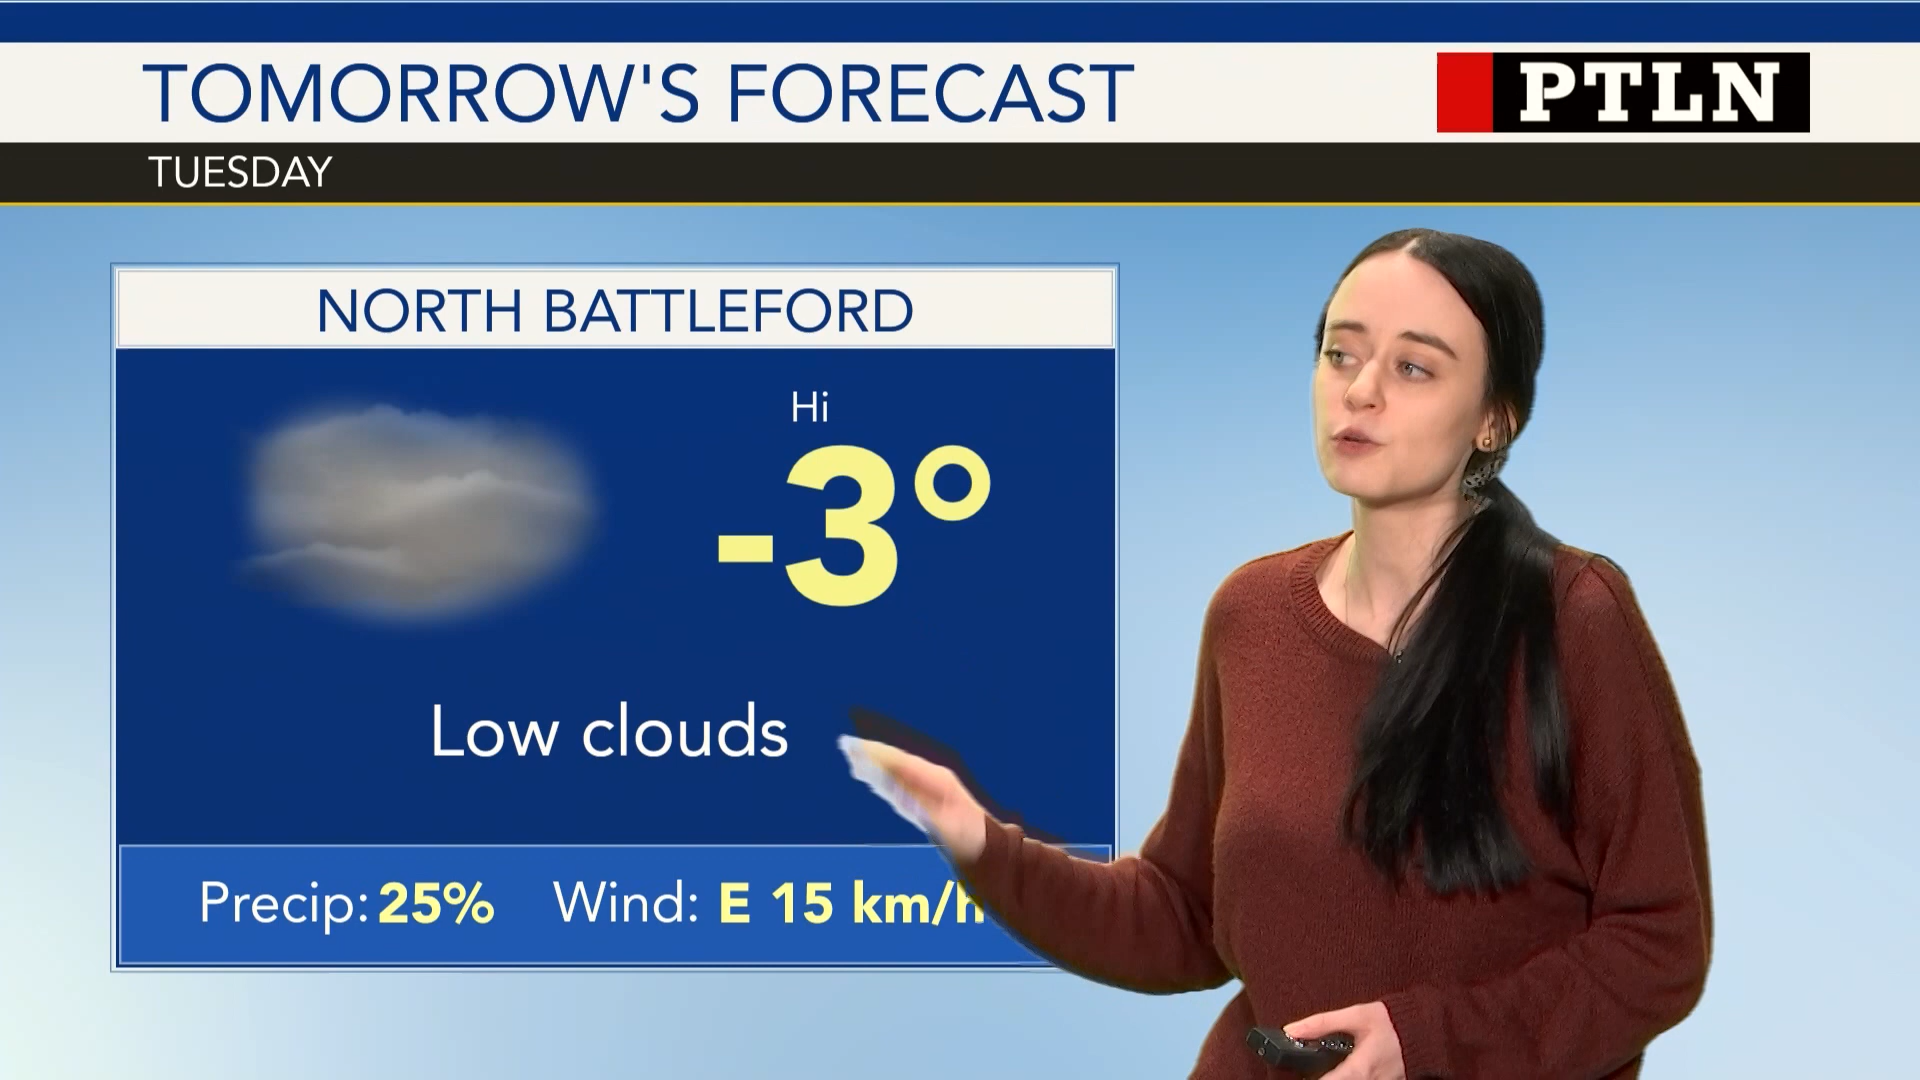 TOMORROW'S FORECAST
PTLN
TUESDAY
NORTH BATTLEFORD
Hi
-3°
Low clouds
Precip: 25% Wind: E 15 km/h